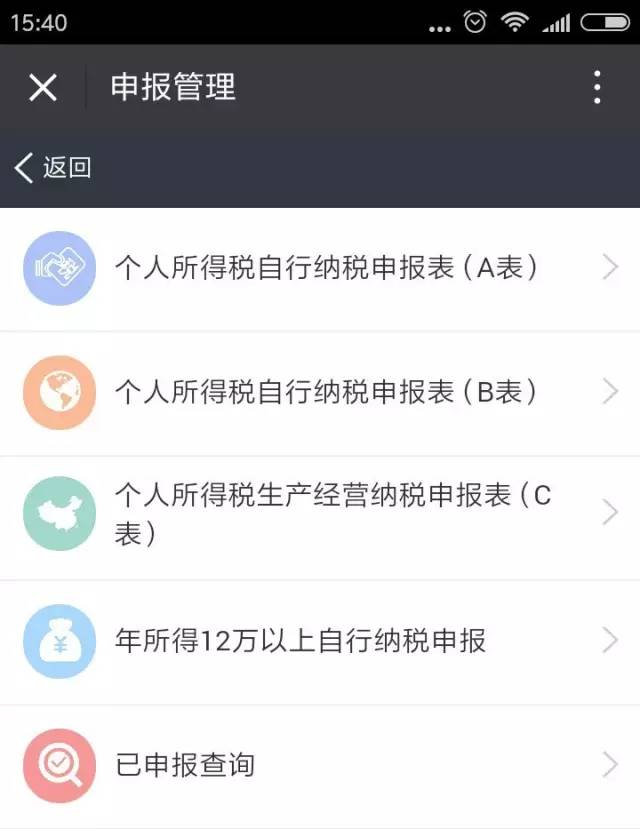 15:40
申报管理
返回
个人所得税自行纳税申报表(A表)
个人所得税自行纳税申报表(B表)
个人所得税生产经营纳税申报表(C
表)
年所得12万以上自行纳税申报
已申报查询